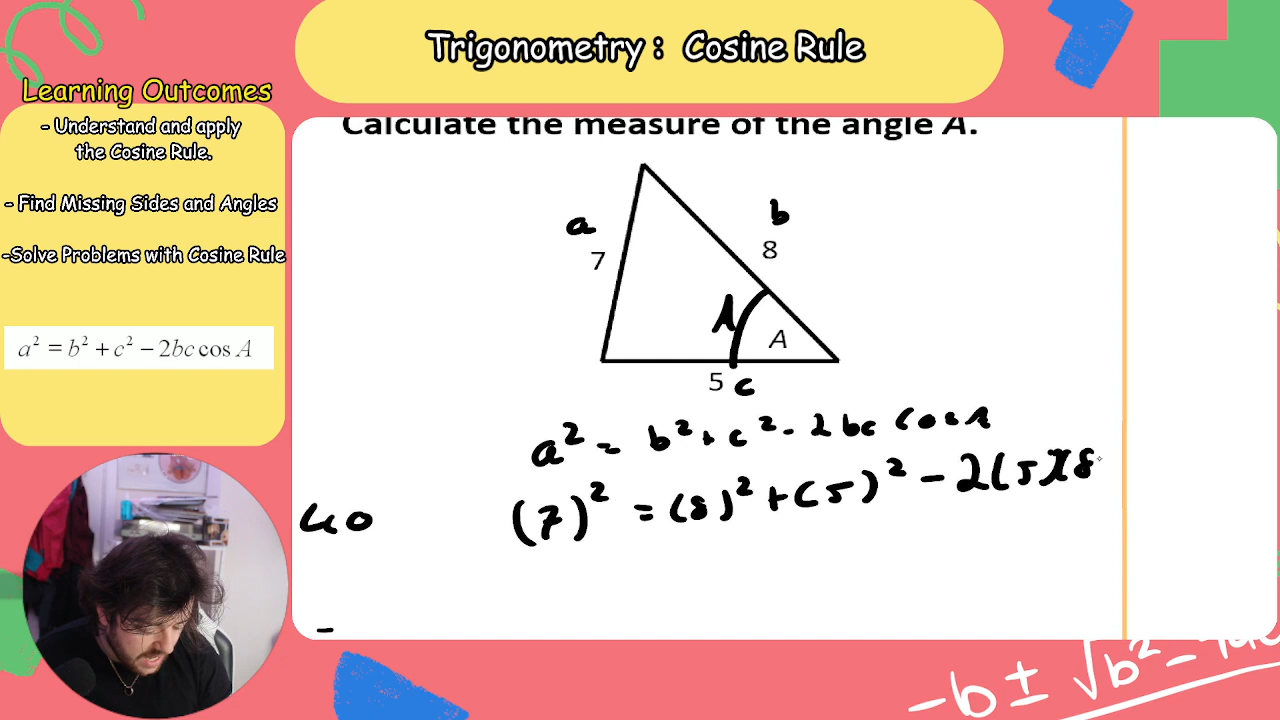 Trigonometry : Cosine Rule
Learning Outcomes
- Understand and apply
the Cosine Rule.
- Find Missing Sides and Angles
-Solve Problems with Cosine Rule
a² = b² + c² − 2bc cos A
Calculate the measure of the angle A.
a
b
7
8
A
A
5 c
a² = b² + c² - 2bc cos A
(7)² = (8)² + (5)² - 2(5)(8
40
-
-b ± √b² -